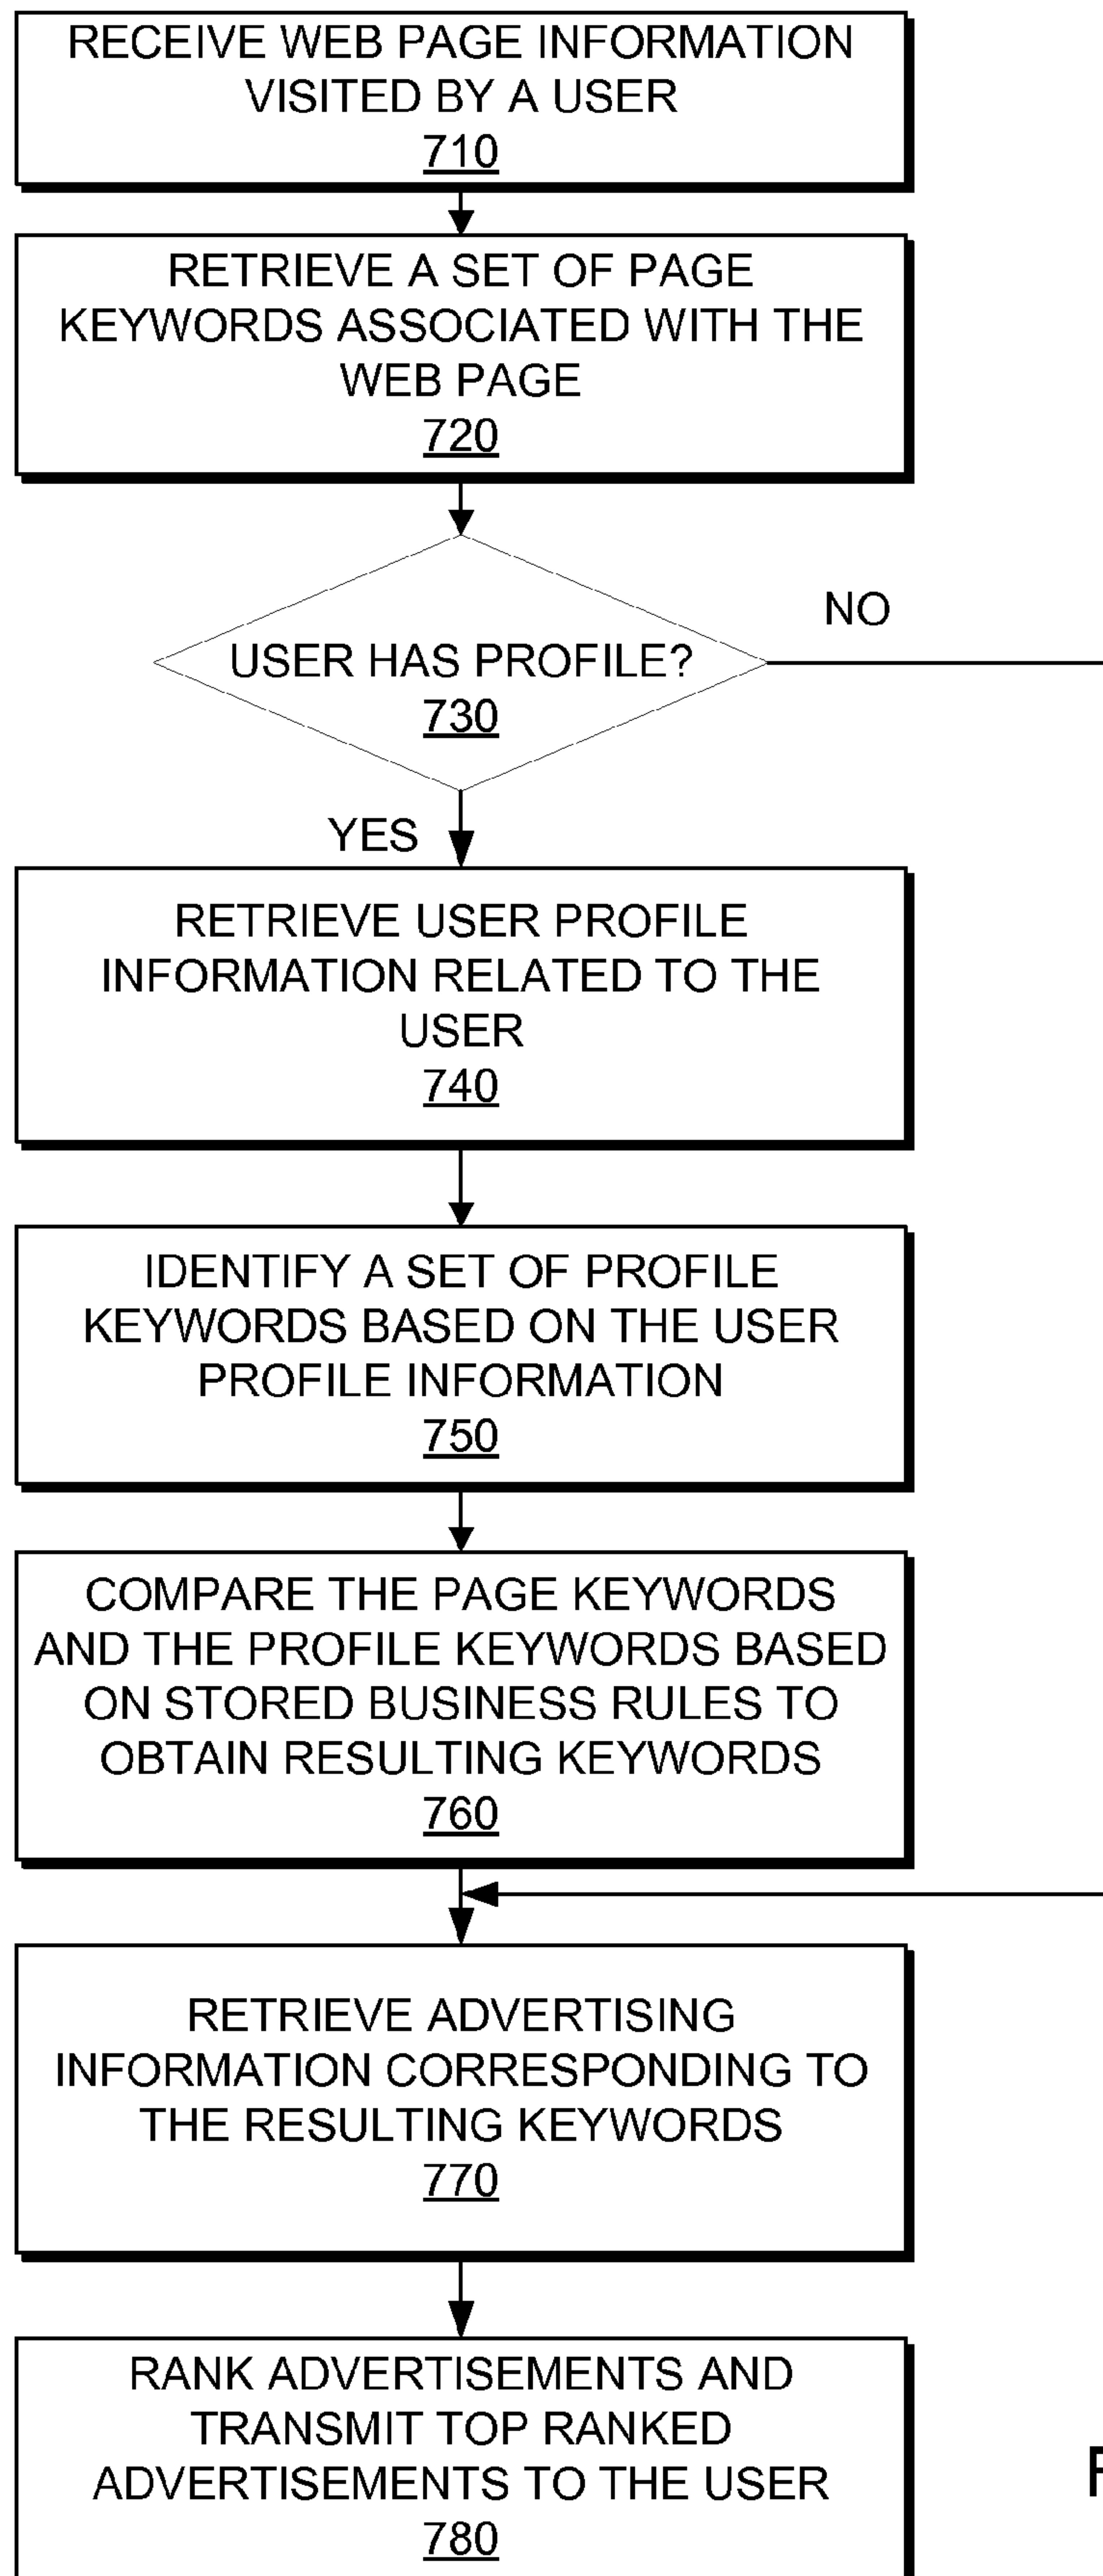 RECEIVE WEB PAGE INFORMATION
VISITED BY A USER
710
RETRIEVE A SET OF PAGE
KEYWORDS ASSOCIATED WITH THE
WEB PAGE
720
NO
USER HAS PROFILE?
730
YES
RETRIEVE USER PROFILE
INFORMATION RELATED TO THE
USER
740
IDENTIFY A SET OF PROFILE
KEYWORDS BASED ON THE USER
PROFILE INFORMATION
750
COMPARE THE PAGE KEYWORDS
AND THE PROFILE KEYWORDS BASED
ON STORED BUSINESS RULES TO
OBTAIN RESULTING KEYWORDS
760
RETRIEVE ADVERTISING
INFORMATION CORRESPONDING TO
THE RESULTING KEYWORDS
770
RANK ADVERTISEMENTS AND
TRANSMIT TOP RANKED
ADVERTISEMENTS TO THE USER
780